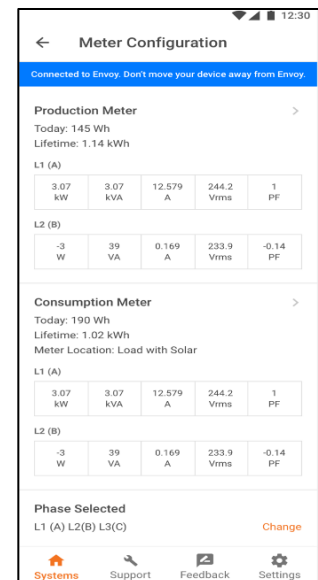 12:30
Meter Configuration
Connected to Envoy. Don't move your device away from Envoy.
Production Meter
Today: 145 Wh
Lifetime: 1.14 kWh
L1 (A)
3.07 3.07 12.579 244.2 1
kW kVA A Vrms PF
L2 (B)
-3 39 0.169 233.9 -0.14
W VA A Vrms PF
Consumption Meter
Today: 190 Wh
Lifetime: 1.02 kWh
Meter Location: Load with Solar
L1 (A)
3.07 3.07 12.579 244.2 1
kW kVA A Vrms PF
L2 (B)
-3 39 0.169 233.9 -0.14
W VA A Vrms PF
Phase Selected
L1 (A) L2(B) L3(C) Change
Systems Support Feedback Settings